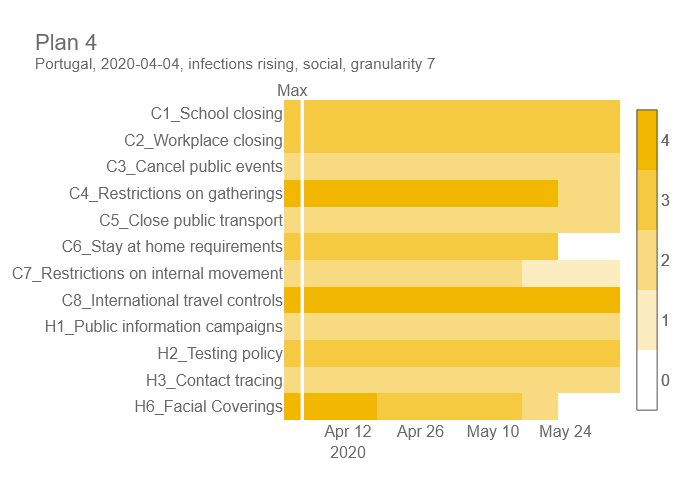 Plan 4
Portugal, 2020-04-04, infections rising, social, granularity 7
Max
C1_School closing
C2_Workplace closing
C3_Cancel public events
C4_Restrictions on gatherings
C5_Close public transport
C6_Stay at home requirements
C7_Restrictions on internal movement
C8_International travel controls
H1_Public information campaigns
H2_Testing policy
H3_Contact tracing
H6_Facial Coverings
Apr 12 Apr 26 May 10 May 24
2020
4
3
2
1
0